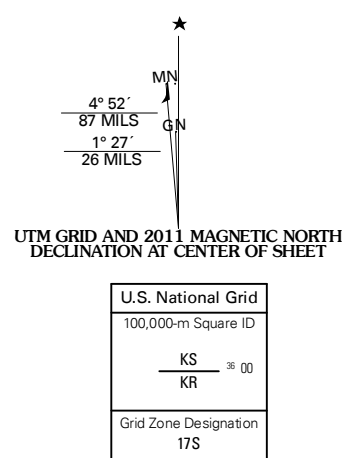 ★
MN.
4° 52´
87 MILS
GN.
1° 27´
26 MILS
UTM GRID AND 2011 MAGNETIC NORTH
DECLINATION AT CENTER OF SHEET
U.S. National Grid
100,000-m Square ID
KS
36 00
KR
Grid Zone Designation
17S